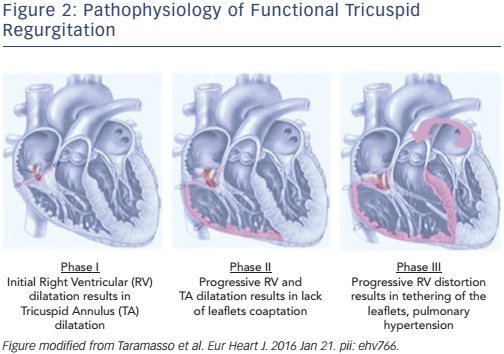 Figure 2: Pathophysiology of Functional Tricuspid
Regurgitation
Phase I
Initial Right Ventricular (RV)
dilatation results in
Tricuspid Annulus (TA)
dilatation
Phase II
Progressive RV and
TA dilatation results in lack
of leaflets coaptation
Phase III
Progressive RV distortion
results in tethering of the
leaflets, pulmonary
hypertension
Figure modified from Taramasso et al. Eur Heart J. 2016 Jan 21. pii: ehv766.